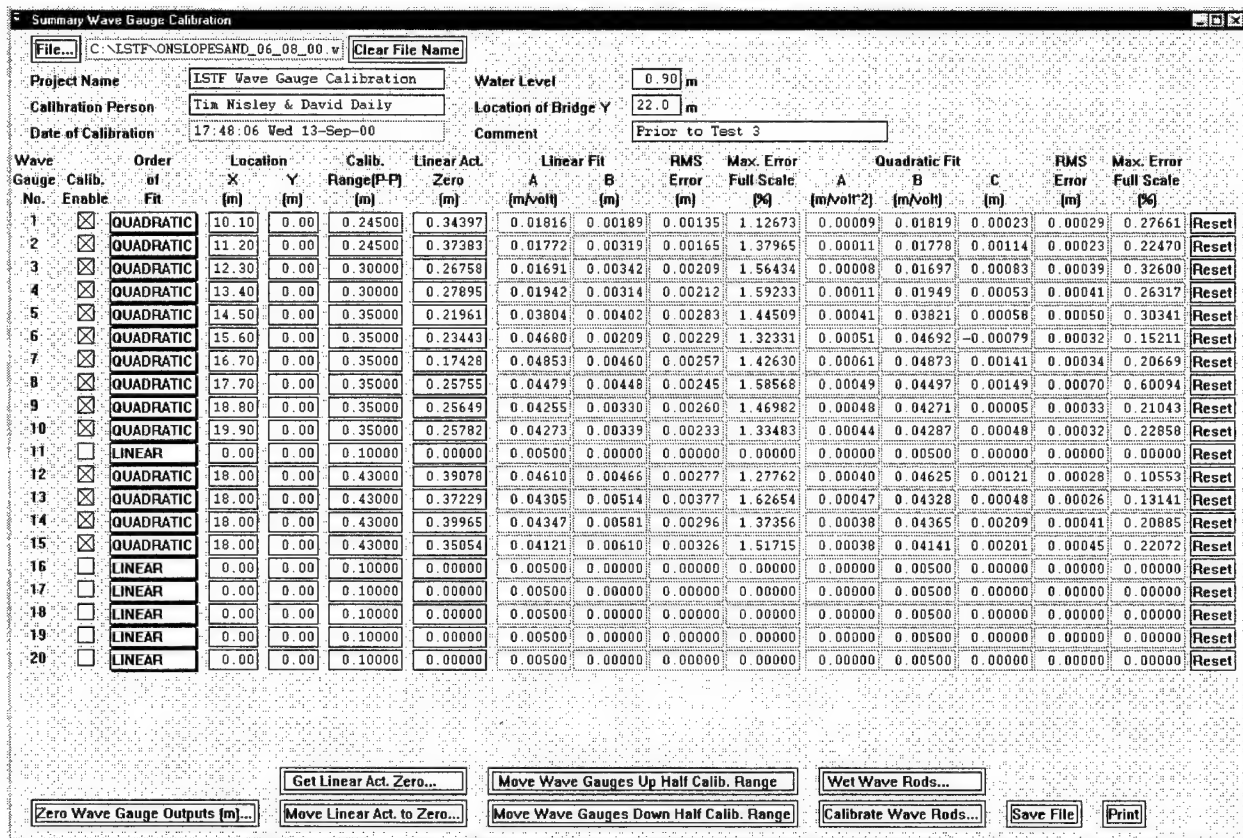 Summary Wave Gauge Calibration
File... C:\LSTF\ONSLOPESAND_06_08_00.w Clear File Name
Project Name LSTF Wave Gauge Calibration Water Level 0.90 m
Calibration Person Tim Nisley & David Daily Location of Bridge Y 22.0 m
Date of Calibration 17:48:06 Wed 13-Sep-00 Comment Prior to Test 3
Wave Order Location Calib. Linear Act. Linear Fit RMS Max. Error Quadratic Fit RMS Max. Error
Gauge Calib. of X Y Range(P-P) Zero A B Error Full Scale A B C Error Full Scale
No. Enable Fit (m) (m) (m) (m) (m/volt) (m) (m) (%) (m/volt^2) (m/volt) (m) (m) (%)
1 QUADRATIC 10.10 0.00 0.24500 0.34397 0.01816 0.00189 0.00135 1.12673 0.00009 0.01819 0.00023 0.00029 0.27661 Reset
2 QUADRATIC 11.20 0.00 0.24500 0.37383 0.01772 0.00319 0.00165 1.37965 0.00011 0.01778 0.00114 0.00023 0.22470 Reset
3 QUADRATIC 12.30 0.00 0.30000 0.26758 0.01691 0.00342 0.00209 1.56434 0.00008 0.01697 0.00083 0.00039 0.32600 Reset
4 QUADRATIC 13.40 0.00 0.30000 0.27895 0.01942 0.00314 0.00212 1.59233 0.00011 0.01949 0.00053 0.00041 0.26317 Reset
5 QUADRATIC 14.50 0.00 0.35000 0.21961 0.03804 0.00402 0.00283 1.44509 0.00041 0.03821 0.00058 0.00050 0.30341 Reset
6 QUADRATIC 15.60 0.00 0.35000 0.23443 0.04680 0.00209 0.00229 1.32331 0.00051 0.04692 -0.00079 0.00032 0.15211 Reset
7 QUADRATIC 16.70 0.00 0.35000 0.17428 0.04853 0.00460 0.00257 1.42630 0.00061 0.04873 0.00141 0.00034 0.20669 Reset
8 QUADRATIC 17.70 0.00 0.35000 0.25755 0.04479 0.00448 0.00245 1.58568 0.00049 0.04497 0.00149 0.00070 0.60094 Reset
9 QUADRATIC 18.80 0.00 0.35000 0.25649 0.04255 0.00330 0.00260 1.46982 0.00048 0.04271 0.00005 0.00033 0.21043 Reset
10 QUADRATIC 19.90 0.00 0.35000 0.25782 0.04273 0.00339 0.00233 1.33483 0.00044 0.04287 0.00048 0.00032 0.22858 Reset
11 LINEAR 0.00 0.00 0.10000 0.00000 0.00500 0.00000 0.00000 0.00000 0.00000 0.00500 0.00000 0.00000 0.00000 Reset
12 QUADRATIC 18.00 0.00 0.43000 0.39078 0.04610 0.00466 0.00277 1.27762 0.00040 0.04625 0.00121 0.00028 0.10553 Reset
13 QUADRATIC 18.00 0.00 0.43000 0.37229 0.04305 0.00514 0.00377 1.62654 0.00047 0.04328 0.00048 0.00026 0.13141 Reset
14 QUADRATIC 18.00 0.00 0.43000 0.39965 0.04347 0.00581 0.00296 1.37356 0.00038 0.04365 0.00209 0.00041 0.20885 Reset
15 QUADRATIC 18.00 0.00 0.43000 0.35054 0.04121 0.00610 0.00326 1.51715 0.00038 0.04141 0.00201 0.00045 0.22072 Reset
16 LINEAR 0.00 0.00 0.10000 0.00000 0.00500 0.00000 0.00000 0.00000 0.00000 0.00500 0.00000 0.00000 0.00000 Reset
17 LINEAR 0.00 0.00 0.10000 0.00000 0.00500 0.00000 0.00000 0.00000 0.00000 0.00500 0.00000 0.00000 0.00000 Reset
18 LINEAR 0.00 0.00 0.10000 0.00000 0.00500 0.00000 0.00000 0.00000 0.00000 0.00500 0.00000 0.00000 0.00000 Reset
19 LINEAR 0.00 0.00 0.10000 0.00000 0.00500 0.00000 0.00000 0.00000 0.00000 0.00500 0.00000 0.00000 0.00000 Reset
20 LINEAR 0.00 0.00 0.10000 0.00000 0.00500 0.00000 0.00000 0.00000 0.00000 0.00500 0.00000 0.00000 0.00000 Reset
Get Linear Act. Zero... Move Wave Gauges Up Half Calib. Range Wet Wave Rods...
Zero Wave Gauge Outputs (m)... Move Linear Act. to Zero... Move Wave Gauges Down Half Calib. Range Calibrate Wave Rods... Save File Print